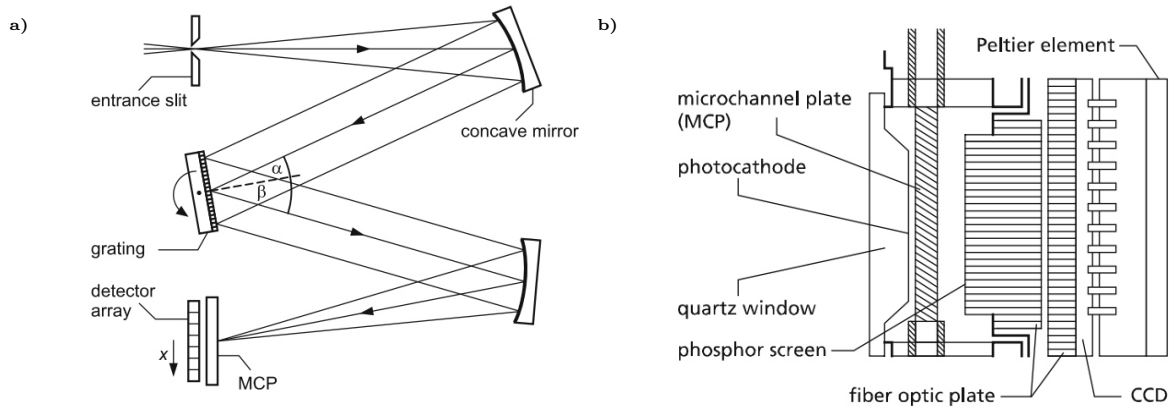 a)
entrance slit
concave mirror
α
β
grating
detector
array
x
MCP
b)
Peltier element
microchannel plate
(MCP)
photocathode
quartz window
phosphor screen
fiber optic plate
CCD